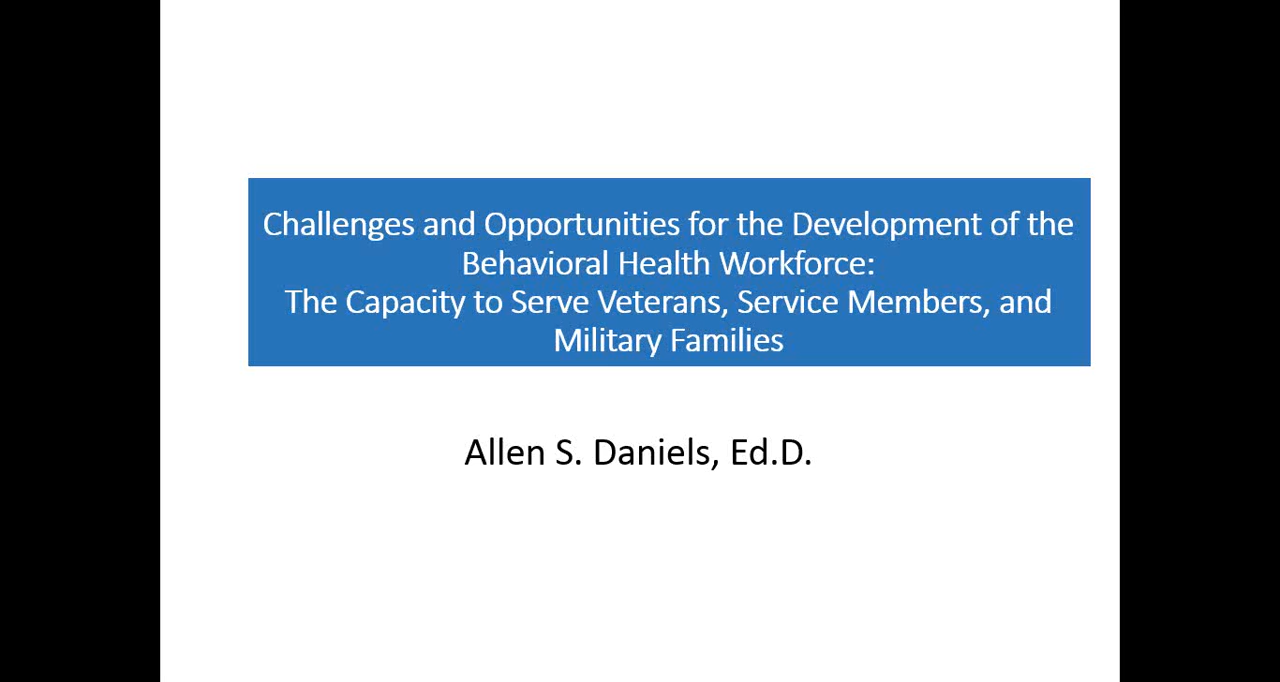 Challenges and Opportunities for the Development of the
Behavioral Health Workforce:
The Capacity to Serve Veterans, Service Members, and
Military Families
Allen S. Daniels, Ed.D.